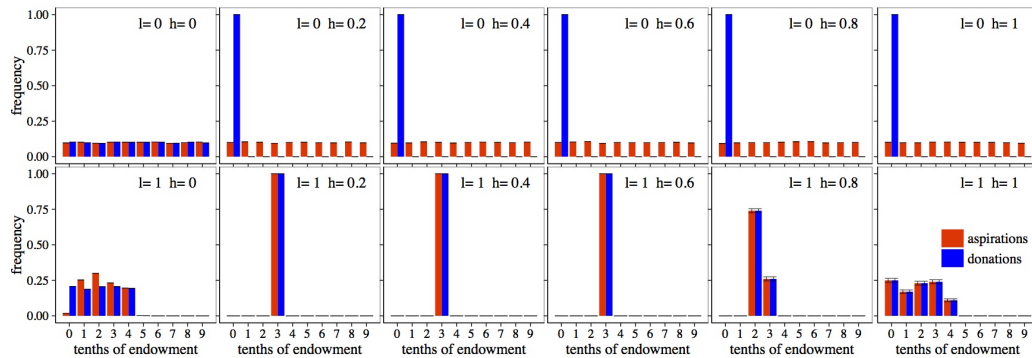 l= 0 h= 0
l= 0 h= 0.2
l= 0 h= 0.4
l= 0 h= 0.6
l= 0 h= 0.8
l= 0 h= 1
1.00
0.75
0.50
0.25
0.00
frequency
l= 1 h= 0
l= 1 h= 0.2
l= 1 h= 0.4
l= 1 h= 0.6
l= 1 h= 0.8
l= 1 h= 1
1.00
0.75
0.50
0.25
0.00
frequency
aspirations
donations
0 1 2 3 4 5 6 7 8 9
0 1 2 3 4 5 6 7 8 9
0 1 2 3 4 5 6 7 8 9
0 1 2 3 4 5 6 7 8 9
0 1 2 3 4 5 6 7 8 9
0 1 2 3 4 5 6 7 8 9
tenths of endowment
tenths of endowment
tenths of endowment
tenths of endowment
tenths of endowment
tenths of endowment